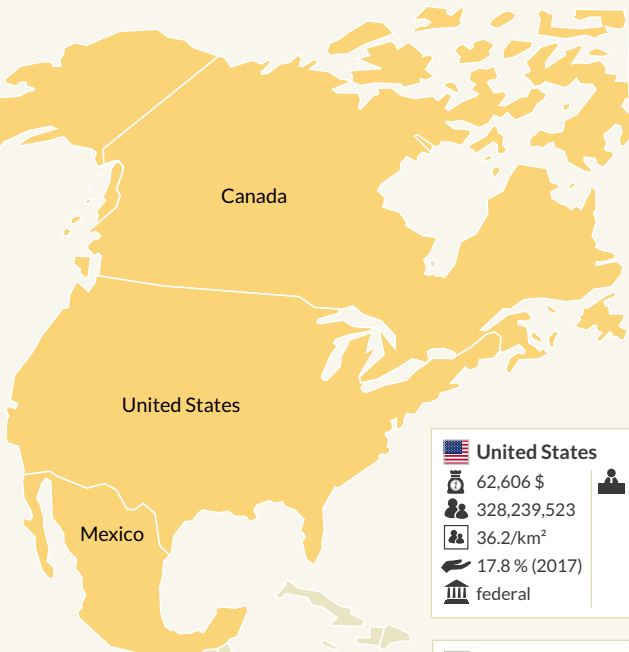 Canada
United States
Mexico
United States
62,606 $
328,239,523
36.2/km²
17.8 % (2017)
federal